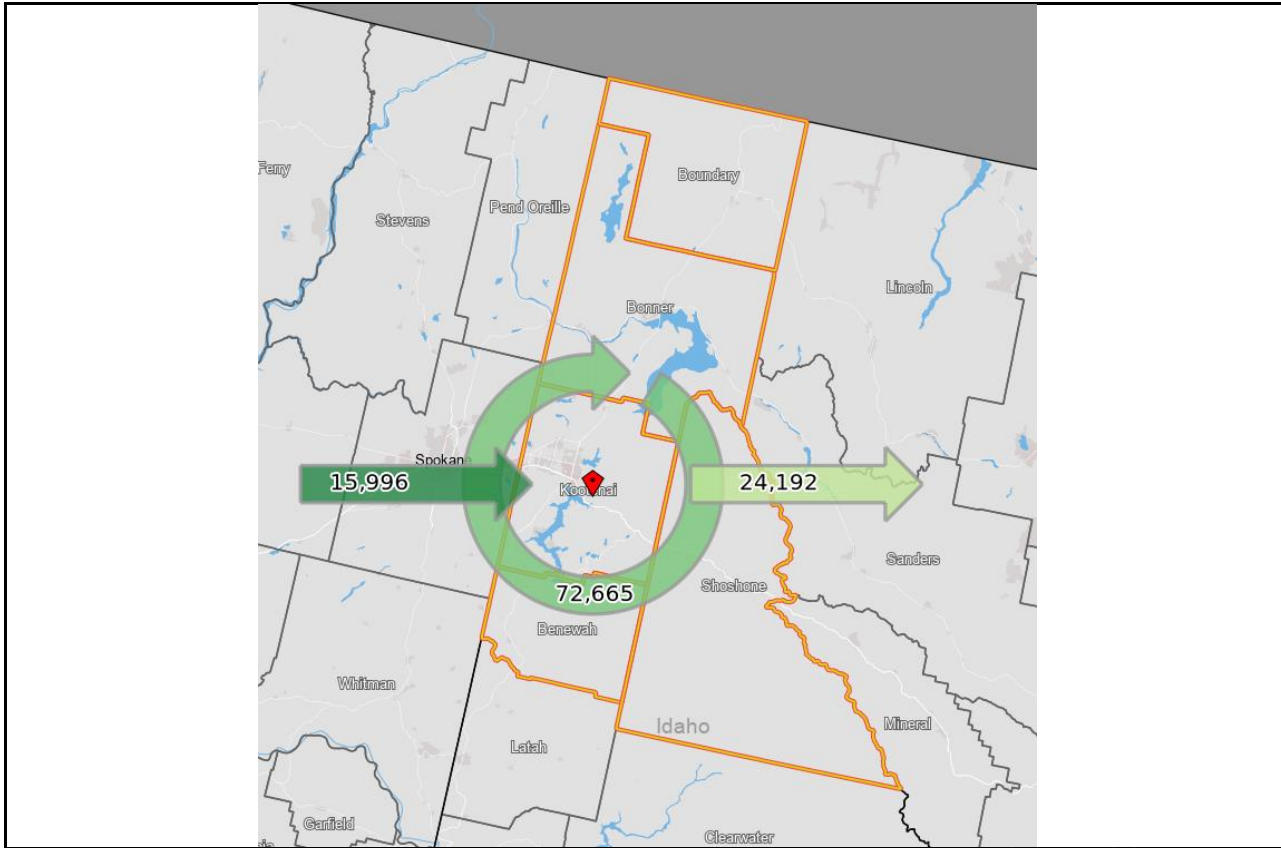 Ferry
Boundary
Pend Oreille
Stevens
Lincoln
Bonner
Spokane
15,996
24,192
Sanders
72,665
Shoshone
Benewah
Whitman
Mineral
Idaho
Latah
Garfield
Clearwater